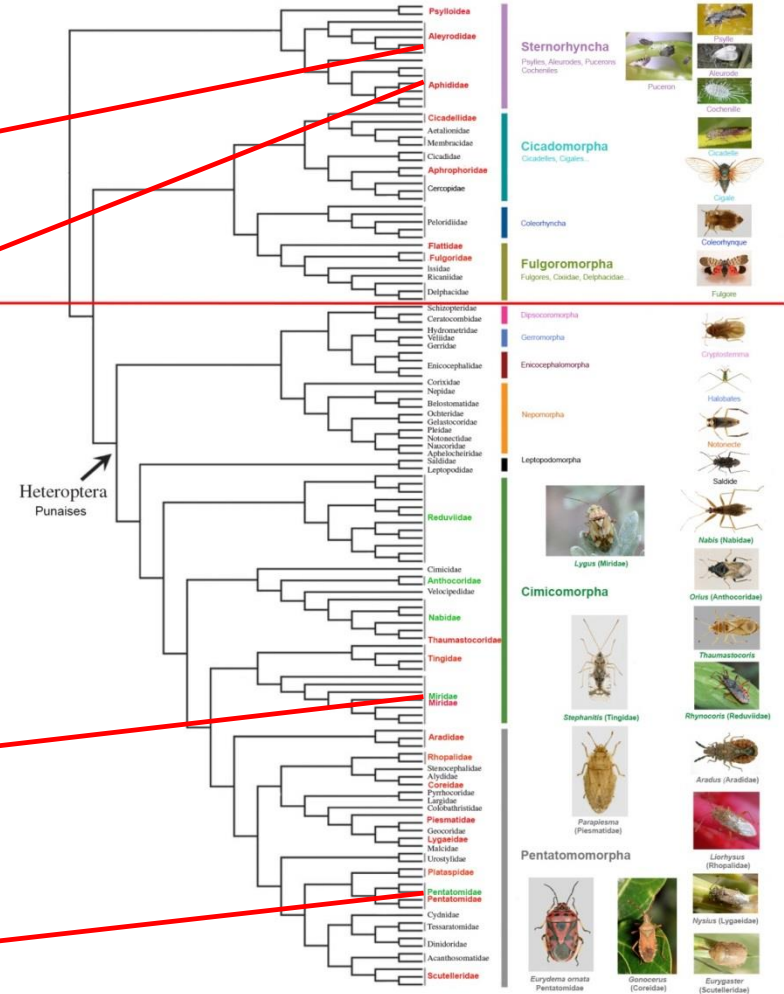 Psylloidea
Aleyrodidae
Aphididae
Cicadellidae
Aetalionidae
Membracidae
Cicadidae
Aphrophoridae
Cercopidae
Peloridiidae
Flattidae
Fulgoridae
Issidae
Ricaniidae
Delphacidae
Schizopteridae
Ceratocombidae
Hydrometridae
Veliidae
Gerridae
Enicocephalidae
Corixidae
Nepidae
Belostomatidae
Ochteridae
Gelastocoridae
Pleidae
Notonectidae
Naucoridae
Aphelocheiridae
Saldidae
Leptopodidae
Heteroptera
Punaises
Reduviidae
Cimicidae
Anthocoridae
Velocipedidae
Nabidae
Thaumastocoridae
Tingidae
Miridae
Miridae
Aradidae
Rhopalidae
Stenocephalidae
Alydidae
Coreidae
Pyrrhocoridae
Largidae
Colobathristidae
Piesmatidae
Geocoridae
Lygaeidae
Malcidae
Urostylidae
Plataspidae
Pentatomidae
Pentatomidae
Cydnidae
Tessaratomidae
Dinidoridae
Acanthosomatidae
Scutelleridae
Sternorhyncha
Psylles, Aleurodes, Pucerons
Cochenilles
Cicadomorpha
Cicadelles, Cigales...
Coleorhyncha
Fulgoromorpha
Fulgores, Cixiidae, Delphacidae...
Dipsocoromorpha
Gerromorpha
Enicocephalomorpha
Nepomorpha
Leptopodomorpha
Cimicomorpha
Pentatomomorpha
Puceron
Psylle
Aleurode
Cochenille
Cicadelle
Cigale
Coleorhynque
Fulgore
Cryptostemma
Halobates
Notonecte
Saldide
Lygus (Miridae)
Nabis (Nabidae)
Orius (Anthocoridae)
Thaumastocoris
Stephanitis (Tingidae)
Rhynocoris (Reduviidae)
Aradus (Aradidae)
Parapiesma
(Piesmatidae)
Liorhysus
(Rhopalidae)
Nysius (Lygaeidae)
Eurydema ornata
Pentatomidae
Gonocerus
(Coreidae)
Eurygaster
(Scutelleridae)